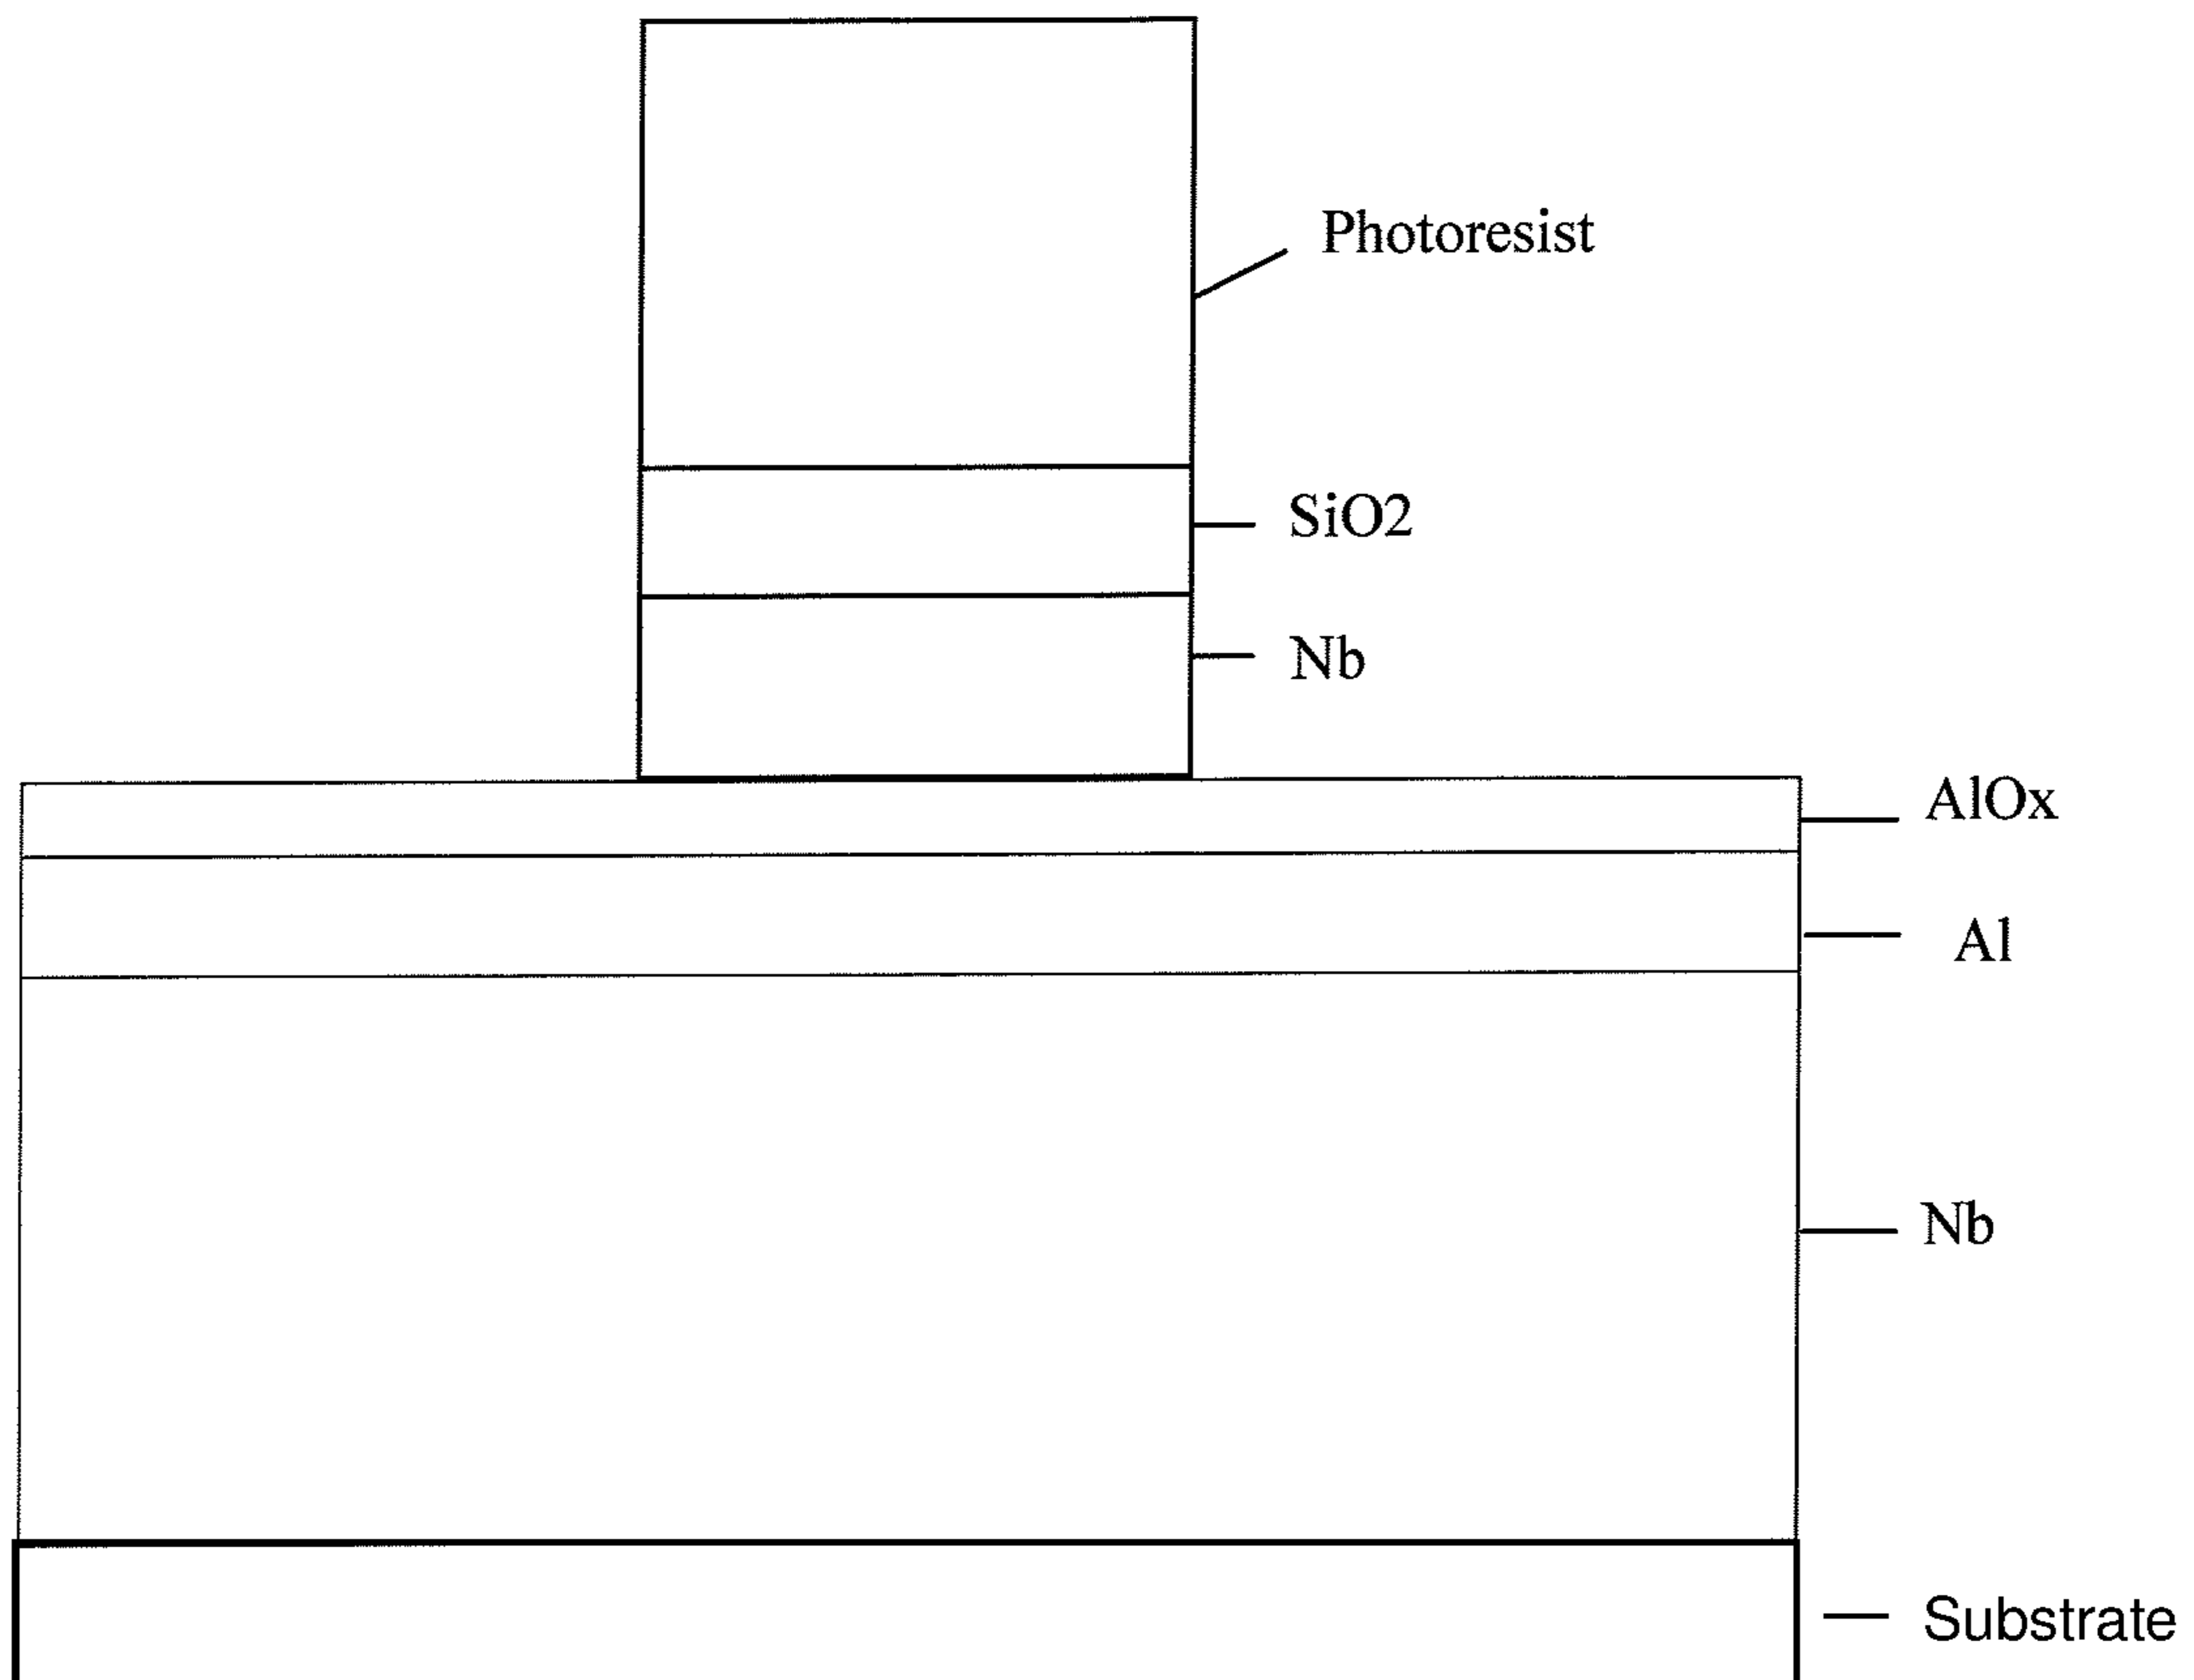 Photoresist
SiO2
Nb
AlOx
Al
Nb
Substrate